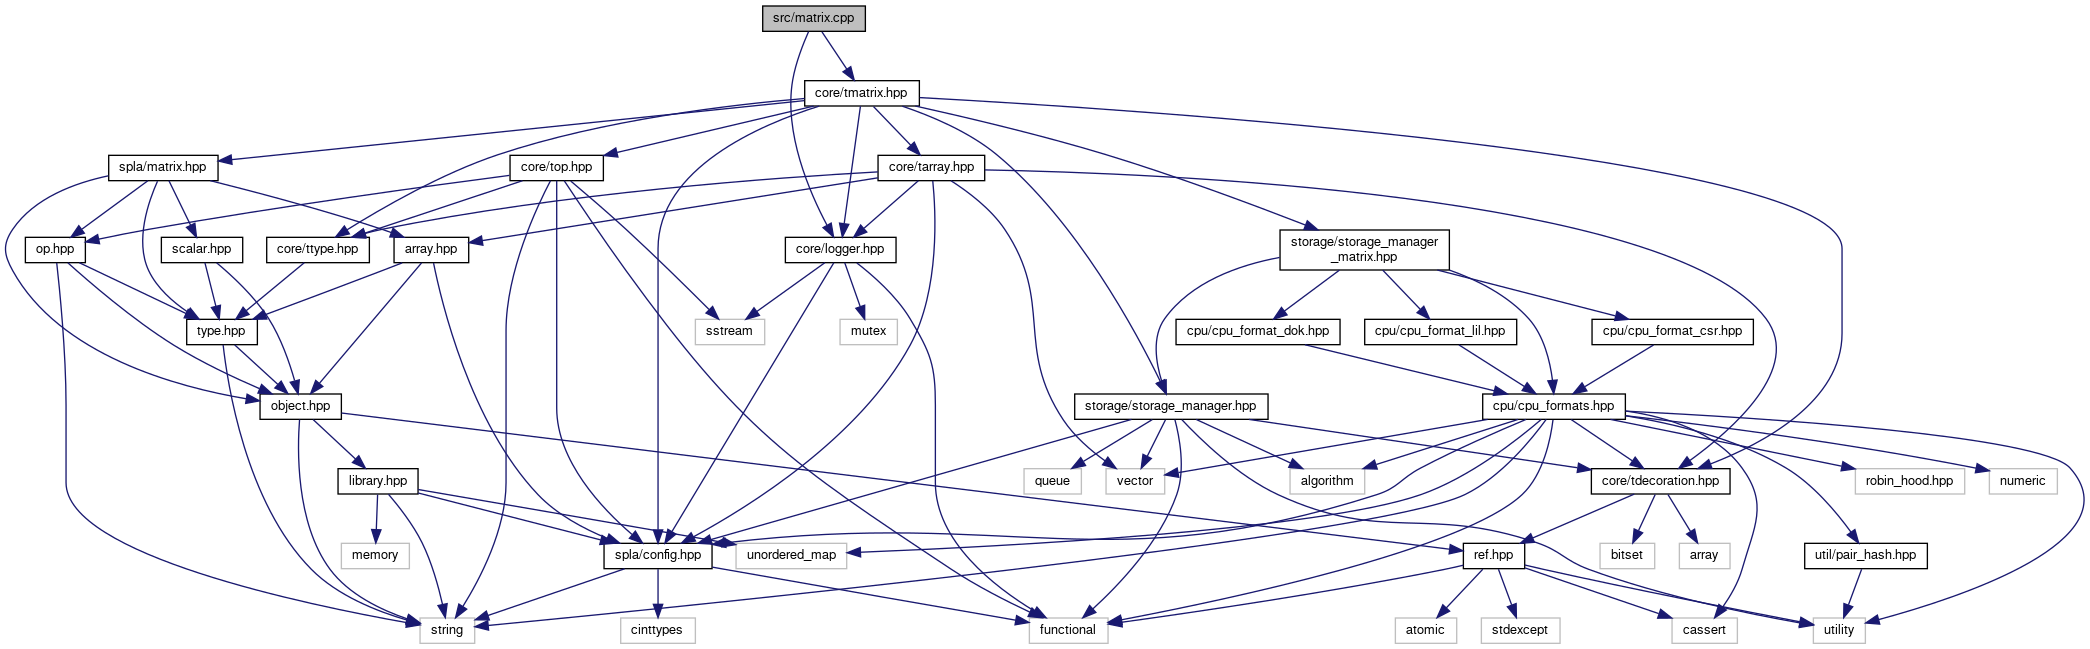 src/matrix.cpp
core/tmatrix.hpp
spla/matrix.hpp
core/top.hpp
core/tarray.hpp
op.hpp
scalar.hpp
core/ttype.hpp
array.hpp
core/logger.hpp
storage/storage_manager
_matrix.hpp
type.hpp
sstream
mutex
cpu/cpu_format_dok.hpp
cpu/cpu_format_lil.hpp
cpu/cpu_format_csr.hpp
object.hpp
storage/storage_manager.hpp
cpu/cpu_formats.hpp
library.hpp
queue
vector
algorithm
core/tdecoration.hpp
robin_hood.hpp
numeric
memory
spla/config.hpp
unordered_map
ref.hpp
bitset
array
util/pair_hash.hpp
string
cinttypes
functional
atomic
stdexcept
cassert
utility